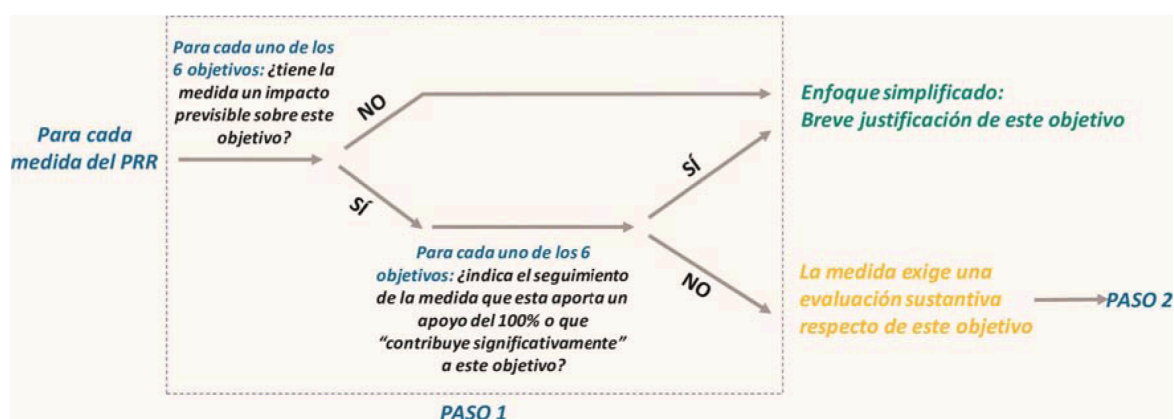 Para cada
medida del PRR
Para cada uno de los
6 objetivos: ¿tiene la
medida un impacto
previsible sobre este
objetivo?
NO
SÍ
Para cada uno de los 6
objetivos: ¿indica el seguimiento
de la medida que esta aporta un
apoyo del 100% o que
“contribuye significativamente”
a este objetivo?
SÍ
NO
Enfoque simplificado:
Breve justificación de este objetivo
La medida exige una
evaluación sustantiva
respecto de este objetivo
PASO 2
PASO 1